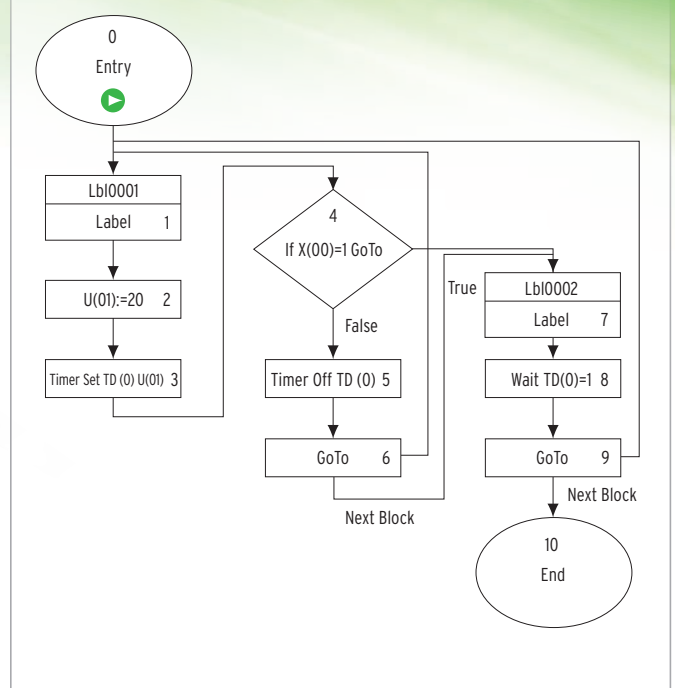 0
Entry
Lbl0001
Label 1
U(01):=20 2
Timer Set TD (0) U(01) 3
4
If X(00)=1 GoTo
False
Timer Off TD (0) 5
GoTo 6
Next Block
True
Lbl0002
Label 7
Wait TD(0)=1 8
GoTo 9
Next Block
10
End